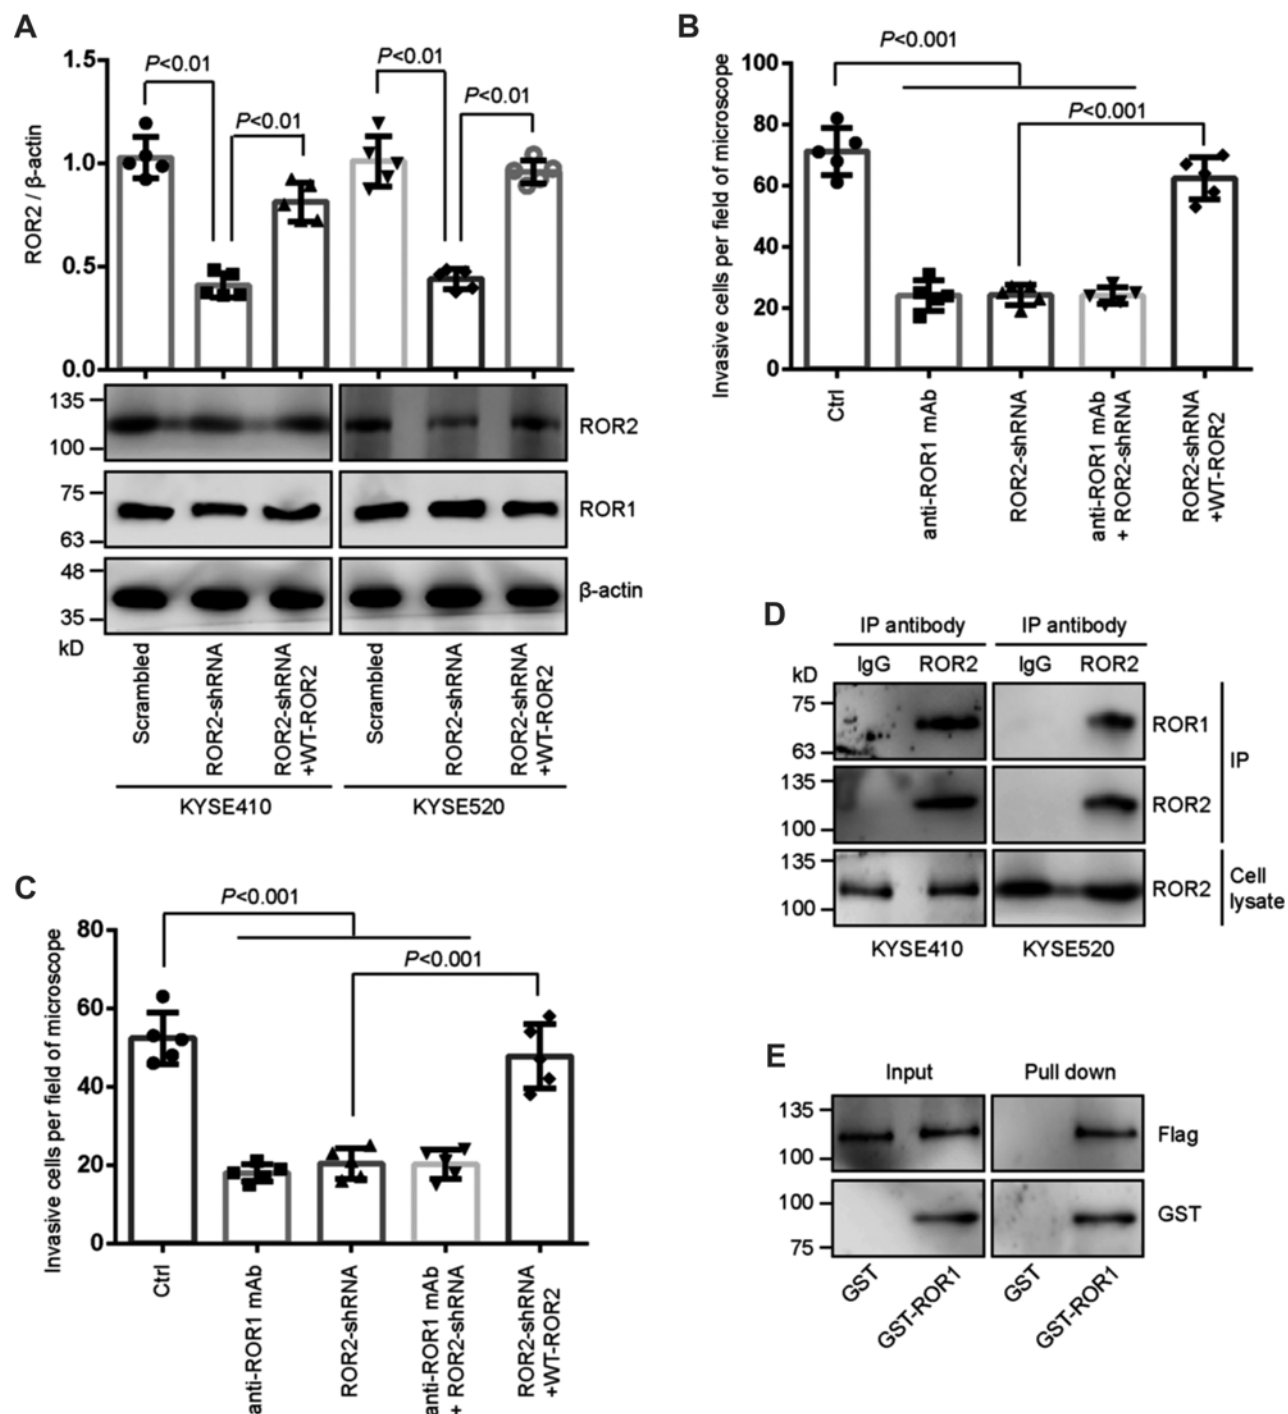 A
ROR2 / β-actin
1.5
1.0
0.5
0.0
P<0.01
P<0.01
P<0.01
P<0.01
135
100
ROR2
75
63
ROR1
48
35
β-actin
kD
Scrambled
ROR2-shRNA
ROR2-shRNA
+WT-ROR2
Scrambled
ROR2-shRNA
ROR2-shRNA
+WT-ROR2
KYSE410
KYSE520
B
Invasive cells per field of microscope
100
80
60
40
20
0
P<0.001
P<0.001
Ctrl
anti-ROR1 mAb
ROR2-shRNA
anti-ROR1 mAb
+ ROR2-shRNA
ROR2-shRNA
+WT-ROR2
C
Invasive cells per field of microscope
80
60
40
20
0
P<0.001
P<0.001
Ctrl
anti-ROR1 mAb
ROR2-shRNA
anti-ROR1 mAb
+ ROR2-shRNA
ROR2-shRNA
+WT-ROR2
D
IP antibody
IP antibody
kD
IgG
ROR2
IgG
ROR2
75
63
ROR1
135
100
ROR2
IP
135
100
ROR2
Cell
lysate
KYSE410
KYSE520
E
Input
Pull down
135
100
Flag
100
75
GST
GST
GST-ROR1
GST
GST-ROR1